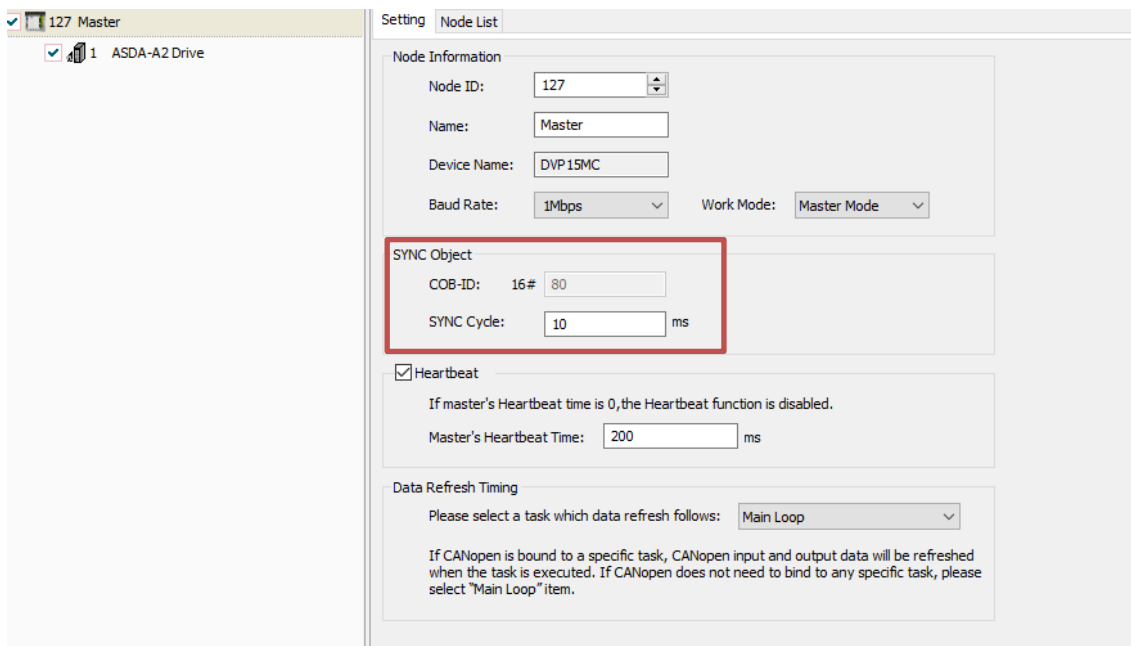 127 Master
1 ASDA-A2 Drive
Setting Node List
Node Information
Node ID: 127
Name: Master
Device Name: DVP15MC
Baud Rate: 1Mbps Work Mode: Master Mode
SYNC Object
COB-ID: 16# 80
SYNC Cycle: 10 ms
Heartbeat
If master's Heartbeat time is 0,the Heartbeat function is disabled.
Master's Heartbeat Time: 200 ms
Data Refresh Timing
Please select a task which data refresh follows: Main Loop
If CANopen is bound to a specific task, CANopen input and output data will be refreshed
when the task is executed. If CANopen does not need to bind to any specific task, please
select "Main Loop" item.